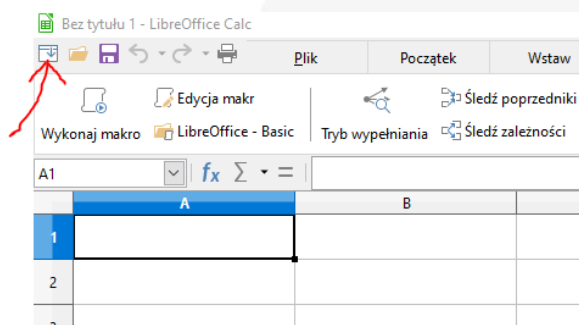 Bez tytułu 1 - LibreOffice Calc
Plik Początek Wstaw
Edycja makr Śledź poprzedniki
Wykonaj makro LibreOffice - Basic Tryb wypełniania Śledź zależności
A1 fx Σ =
A B
1
2